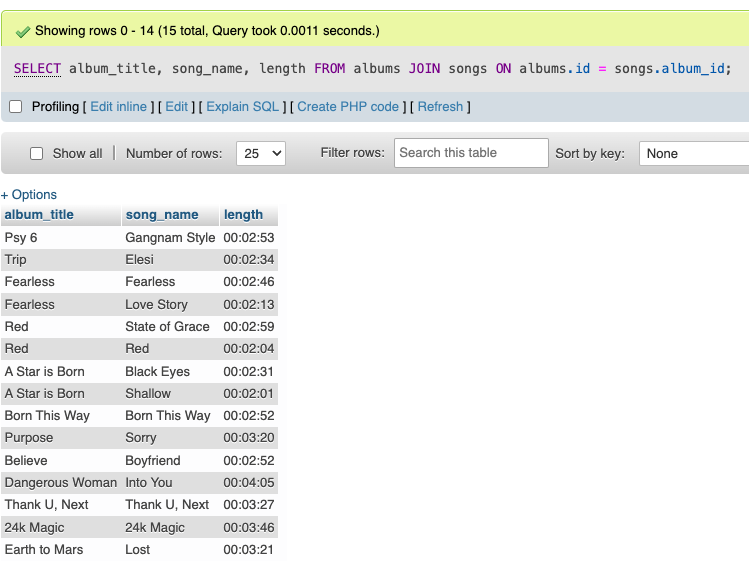 Showing rows 0 - 14 (15 total, Query took 0.0011 seconds.)
SELECT album_title, song_name, length FROM albums JOIN songs ON albums.id = songs.album_id;
Profiling [ Edit inline ] [ Edit ] [ Explain SQL ] [ Create PHP code ] [ Refresh ]
Show all | Number of rows: 25 Filter rows: Search this table Sort by key: None
+ Options
album_title song_name length
Psy 6 Gangnam Style 00:02:53
Trip Elesi 00:02:34
Fearless Fearless 00:02:46
Fearless Love Story 00:02:13
Red State of Grace 00:02:59
Red Red 00:02:04
A Star is Born Black Eyes 00:02:31
A Star is Born Shallow 00:02:01
Born This Way Born This Way 00:02:52
Purpose Sorry 00:03:20
Believe Boyfriend 00:02:52
Dangerous Woman Into You 00:04:05
Thank U, Next Thank U, Next 00:03:27
24k Magic 24k Magic 00:03:46
Earth to Mars Lost 00:03:21